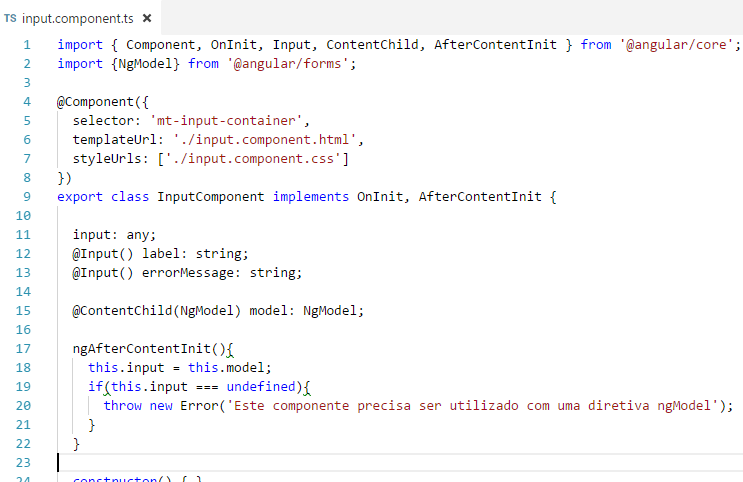 TS input.component.ts ×
1 import { Component, OnInit, Input, ContentChild, AfterContentInit } from '@angular/core';
2 import {NgModel} from '@angular/forms';
3
4 @Component({
5 selector: 'mt-input-container',
6 templateUrl: './input.component.html',
7 styleUrls: ['./input.component.css']
8 })
9 export class InputComponent implements OnInit, AfterContentInit {
10
11 input: any;
12 @Input() label: string;
13 @Input() errorMessage: string;
14
15 @ContentChild(NgModel) model: NgModel;
16
17 ngAfterContentInit(){
18 this.input = this.model;
19 if(this.input === undefined){
20 throw new Error('Este componente precisa ser utilizado com uma diretiva ngModel');
21 }
22 }
23
24 constructor() { }